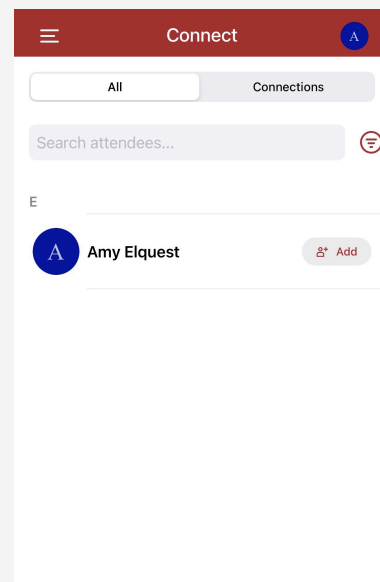 Connect
A
All
Connections
Search attendees...
E
A
Amy Elquest
Add